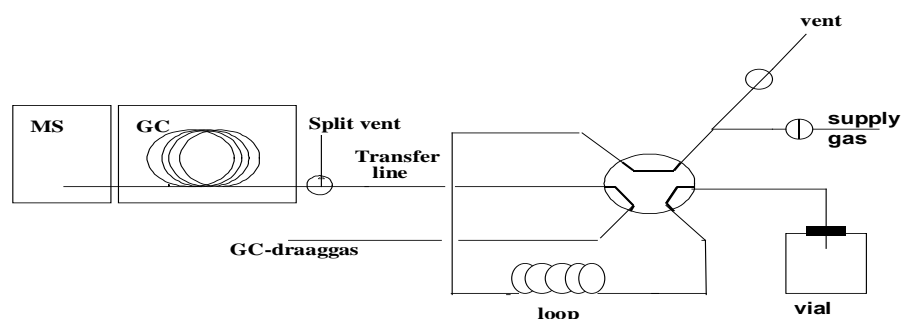 vent
MS
GC
Split vent
supply
gas
Transfer
line
GC-draaggas
loop
vial